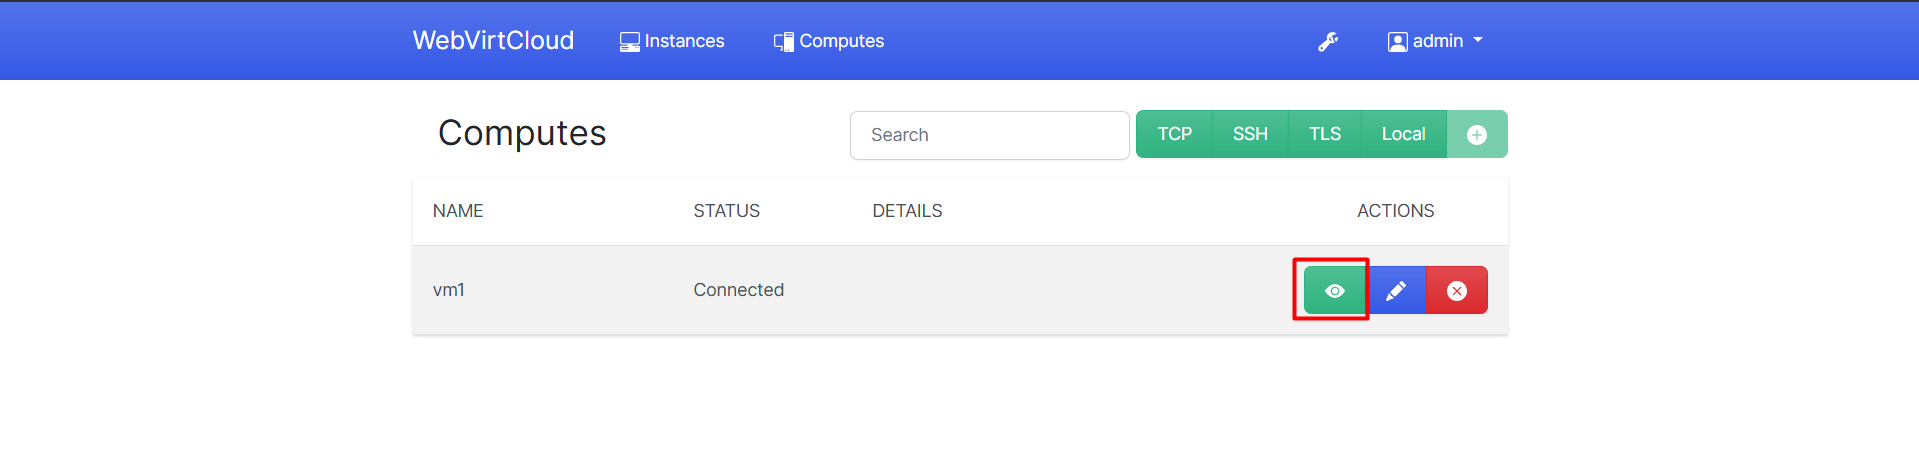 WebVirtCloud Instances Computes admin
Computes Search TCP SSH TLS Local
NAME STATUS DETAILS ACTIONS
vm1 Connected